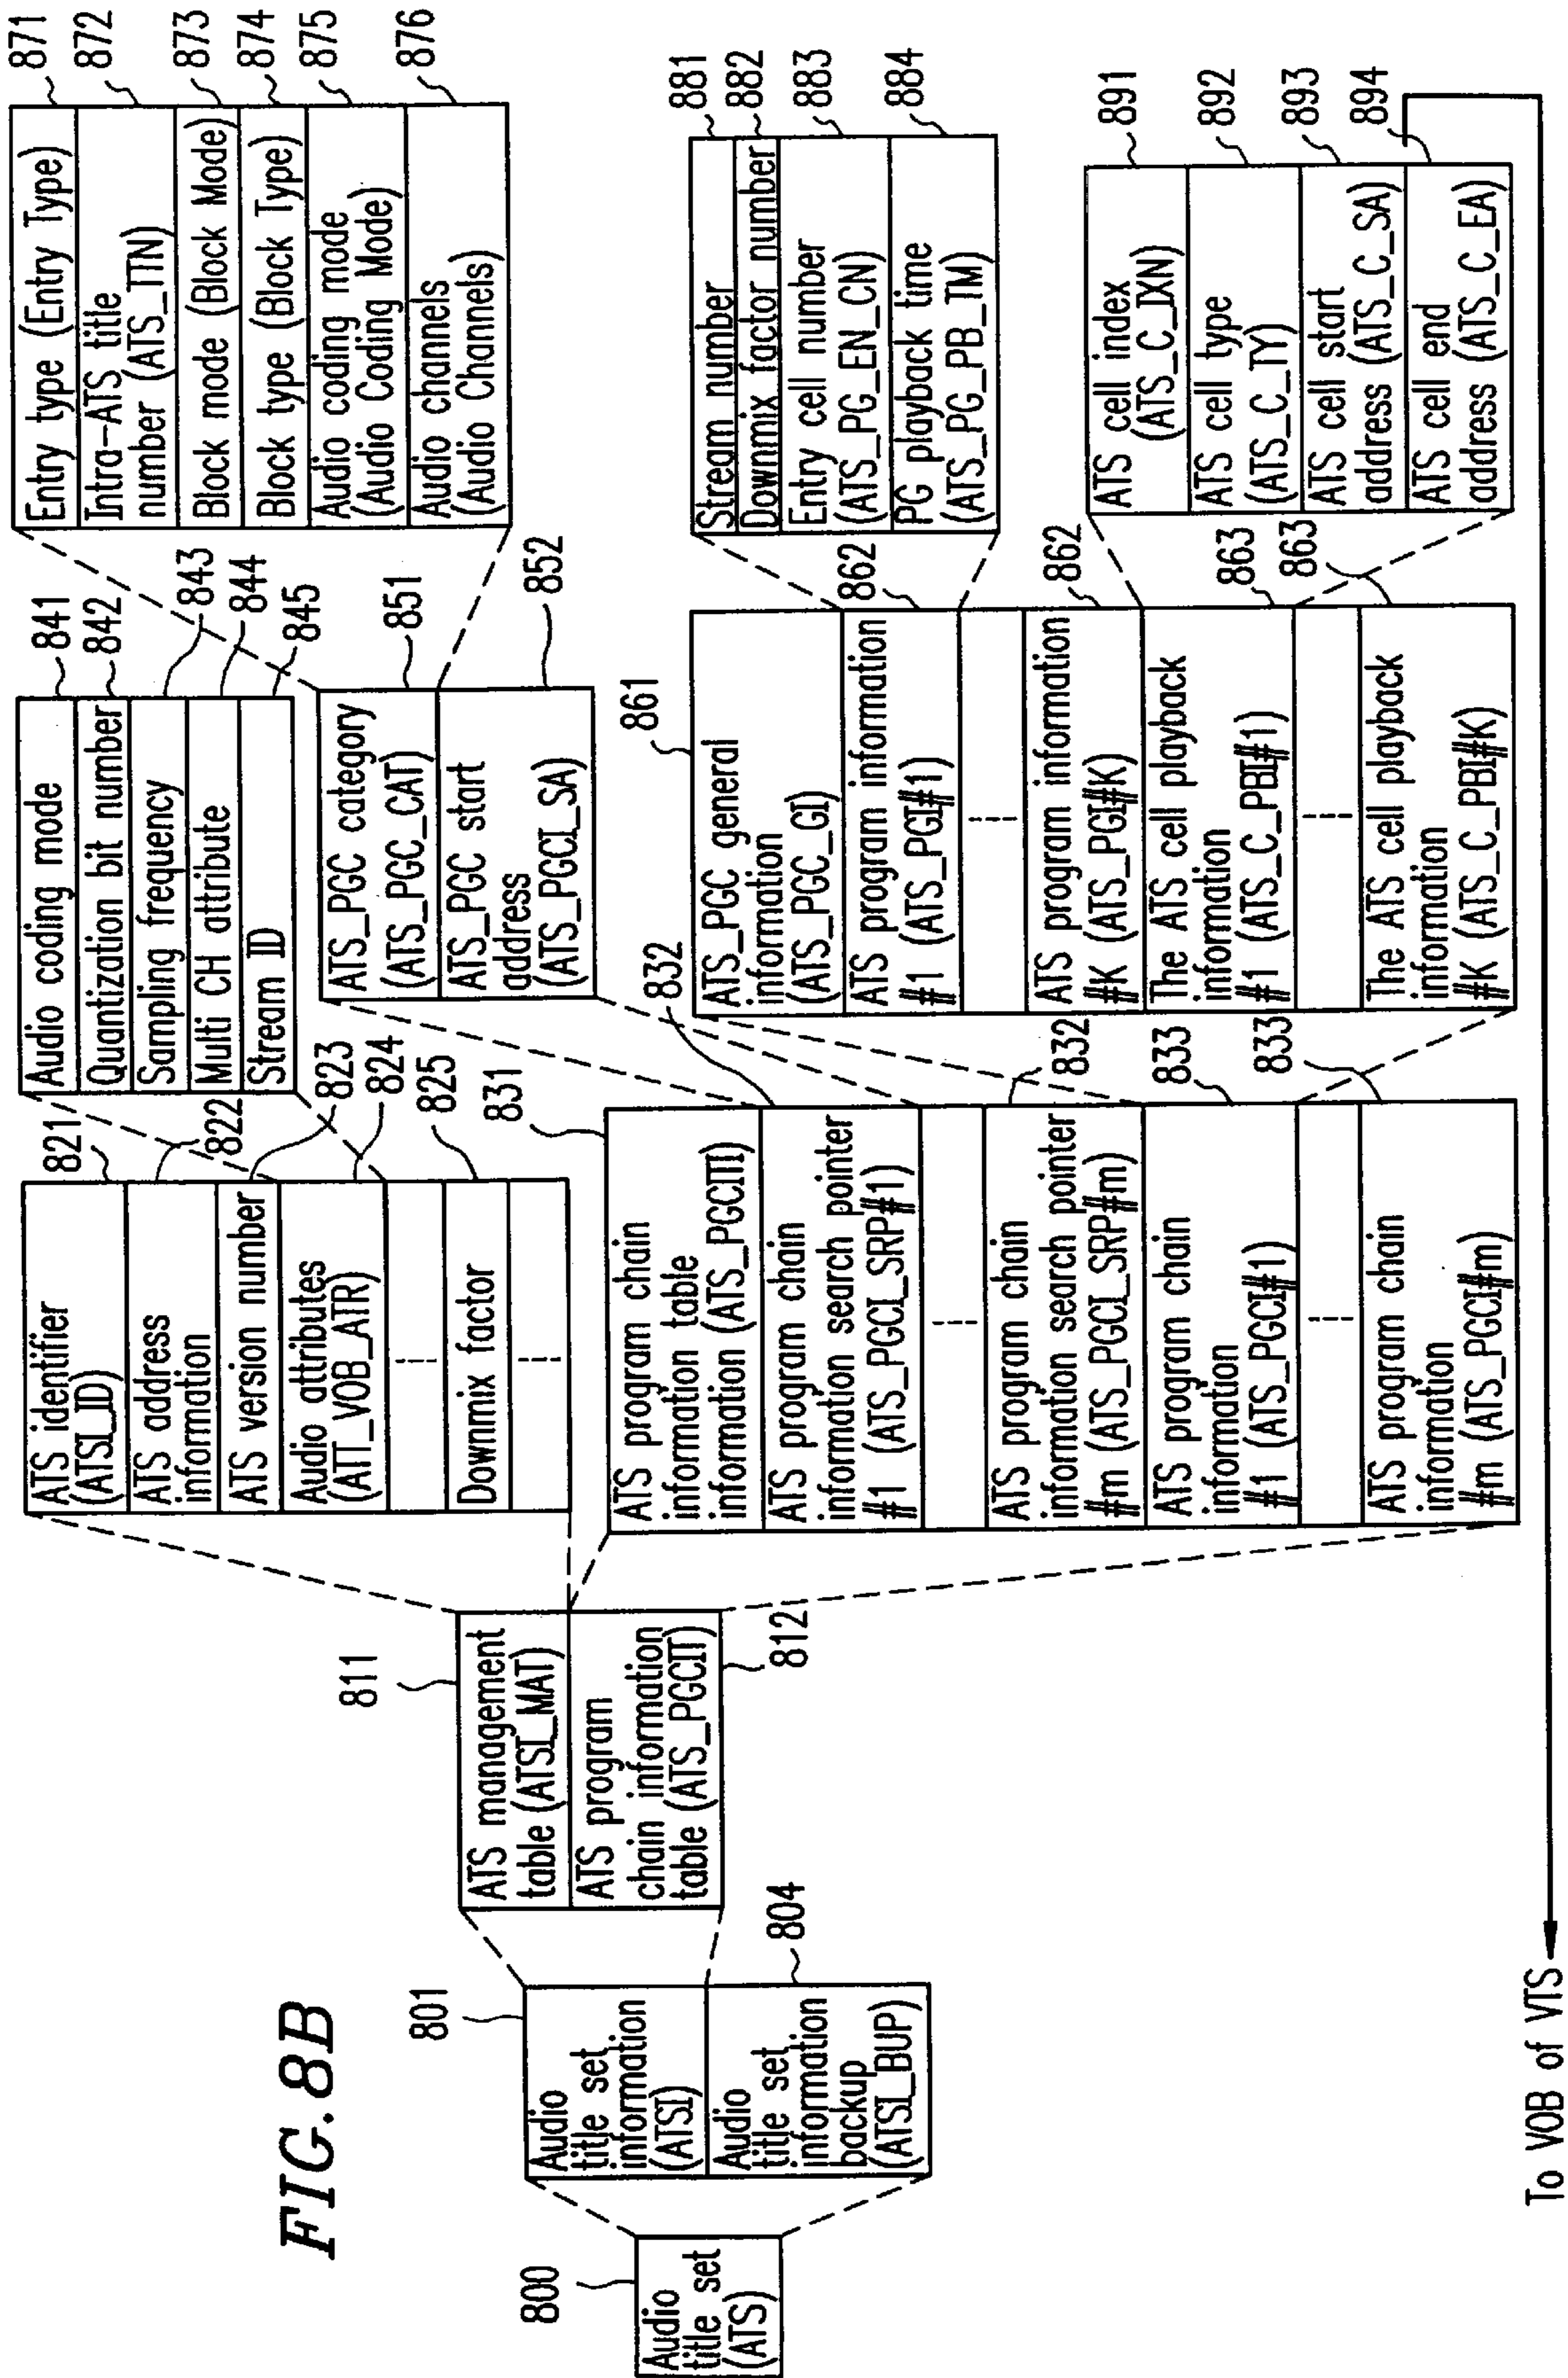 FIG.8B
800
Audio
title set
(ATS)
801
Audio
title set
information
(ATSI)
Audio
title set
information
backup
(ATSI_BUP)
804
811
ATS management
table (ATSI_MAT)
ATS program
chain information
table (ATS_PGCIT)
812
ATS identifier
(ATSI_ID)
ATS address
information
ATS version number
Audio attributes
(ATT_VOB_ATR)
Downmix factor
821
822
823
824
825
831
ATS program chain
information table
information (ATS_PGCITI)
ATS program chain
information search pointer
#1 (ATS_PGCI_SRP#1)
ATS program chain
information search pointer
#m (ATS_PGCI_SRP#m)
ATS program chain
information
#1 (ATS_PGCI#1)
ATS program chain
information
#m (ATS_PGCI#m)
832
832
833
833
Audio coding mode
Quantization bit number
Sampling frequency
Multi CH attribute
Stream ID
841
842
843
844
845
ATS_PGC category
(ATS_PGC_CAT)
ATS_PGC start
address
(ATS_PGCI_SA)
851
852
861
ATS_PGC general
information
(ATS_PGC_GI)
ATS program information
#1 (ATS_PGI#1)
ATS program information
#K (ATS_PGI#K)
The ATS cell playback
information
#1 (ATS_C_PBI#1)
The ATS cell playback
information
#K (ATS_C_PBI#K)
862
862
863
863
Entry type (Entry Type)
Intra-ATS title
number (ATS_TTN)
Block mode (Block Mode)
Block type (Block Type)
Audio coding mode
(Audio Coding Mode)
Audio channels
(Audio Channels)
871
872
873
874
875
876
Stream number
Downmix factor number
Entry cell number
(ATS_PG_EN_CN)
PG playback time
(ATS_PG_PB_TM)
881
882
883
884
ATS cell index
(ATS_C_IXN)
ATS cell type
(ATS_C_TY)
ATS cell start
address (ATS_C_SA)
ATS cell end
address (ATS_C_EA)
891
892
893
894
To VOB of VTS